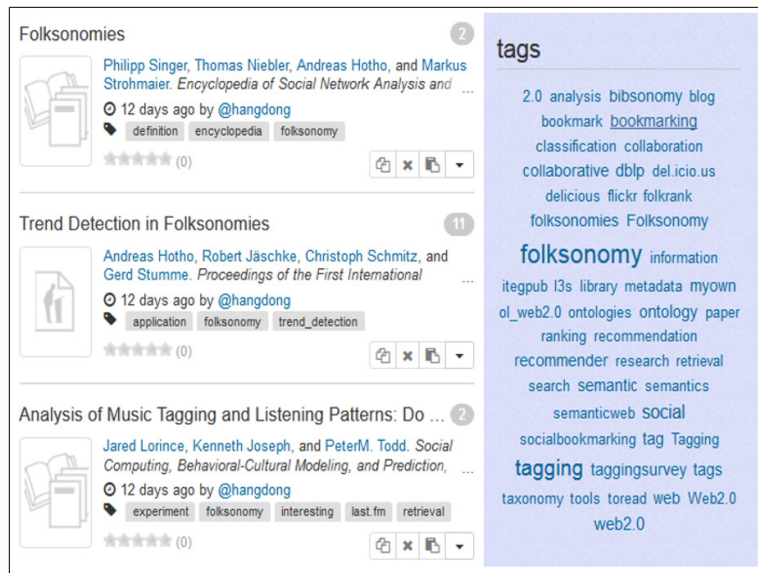 Folksonomies
2
Philipp Singer, Thomas Niebler, Andreas Hotho, and Markus
Strohmaier. Encyclopedia of Social Network Analysis and ...
12 days ago by @hangdong
definition encyclopedia folksonomy
(0)
Trend Detection in Folksonomies
11
Andreas Hotho, Robert Jäschke, Christoph Schmitz, and
Gerd Stumme. Proceedings of the First International ...
12 days ago by @hangdong
application folksonomy trend_detection
(0)
Analysis of Music Tagging and Listening Patterns: Do ...
2
Jared Lorince, Kenneth Joseph, and PeterM. Todd. Social
Computing, Behavioral-Cultural Modeling, and Prediction, ...
12 days ago by @hangdong
experiment folksonomy interesting last.fm retrieval
(0)
tags
2.0 analysis bibsonomy blog
bookmark bookmarking
classification collaboration
collaborative dblp del.icio.us
delicious flickr folkrank
folksonomies Folksonomy
folksonomy information
itegpub l3s library metadata myown
ol_web2.0 ontologies ontology paper
ranking recommendation
recommender research retrieval
search semantic semantics
semanticweb social
socialbookmarking tag Tagging
tagging taggingsurvey tags
taxonomy tools toread web Web2.0
web2.0